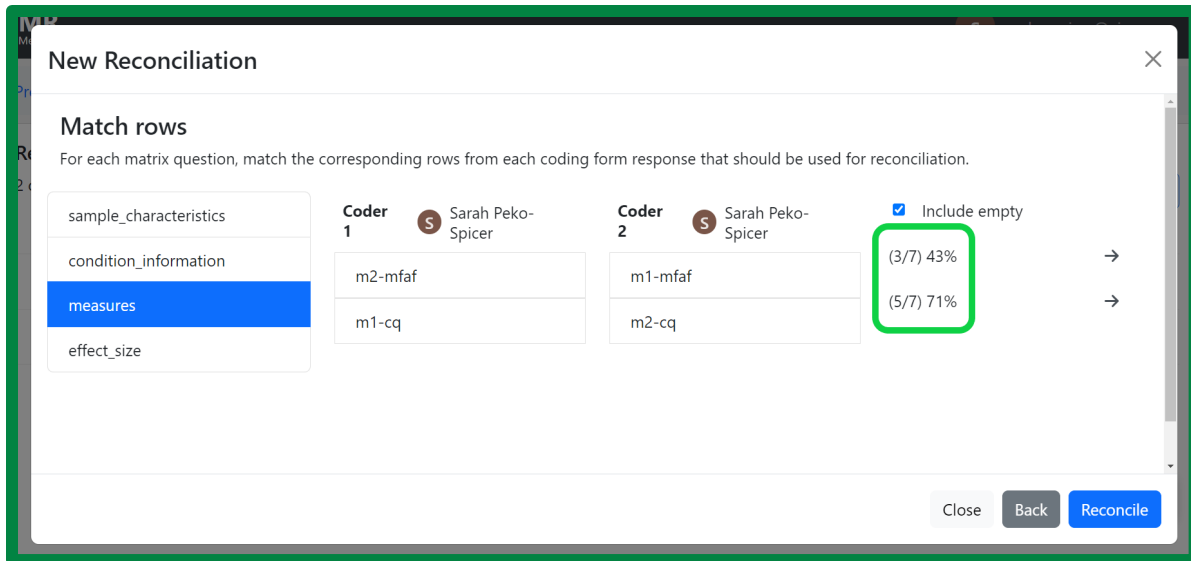 New Reconciliation
Match rows
For each matrix question, match the corresponding rows from each coding form response that should be used for reconciliation.
sample_characteristics
condition_information
measures
effect_size
Coder 1
S
Sarah Peko-
Spicer
m2-mfaf
m1-cq
Coder 2
S
Sarah Peko-
Spicer
m1-mfaf
m2-cq
Include empty
(3/7) 43%
(5/7) 71%
Close
Back
Reconcile